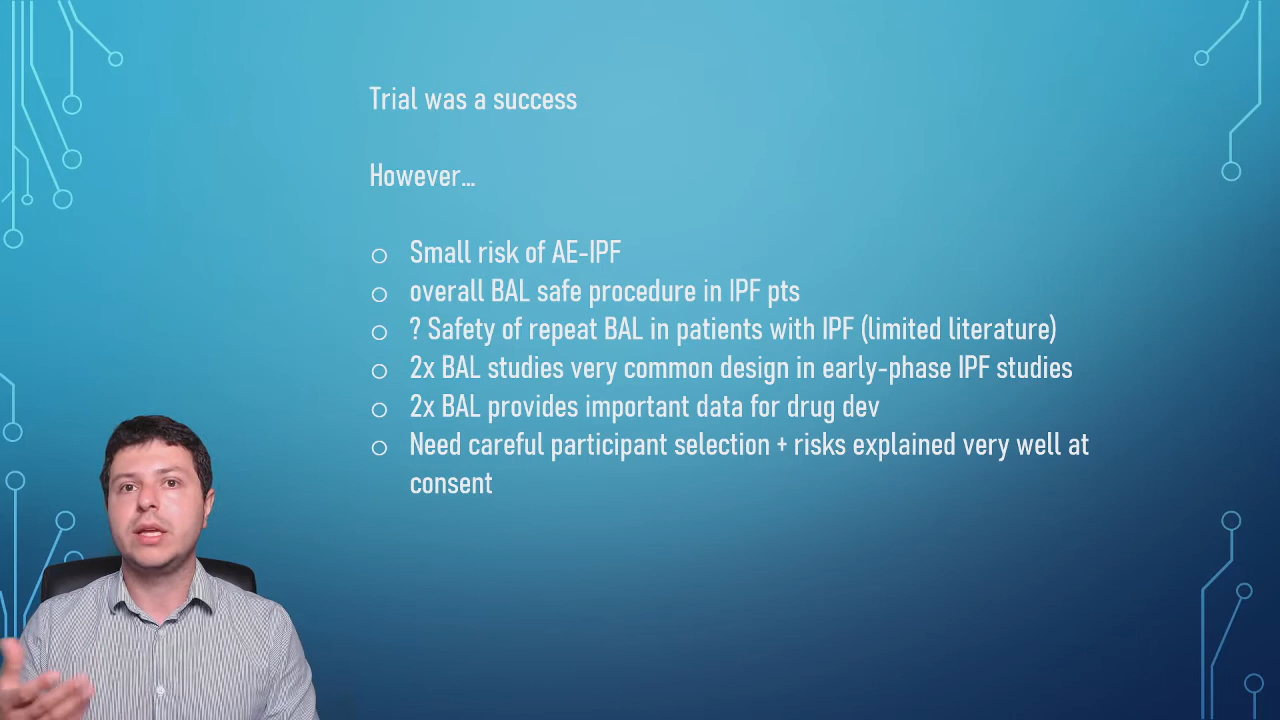 Trial was a success
However...
Small risk of AE-IPF
overall BAL safe procedure in IPF pts
? Safety of repeat BAL in patients with IPF (limited literature)
2x BAL studies very common design in early-phase IPF studies
2x BAL provides important data for drug dev
Need careful participant selection + risks explained very well at
consent